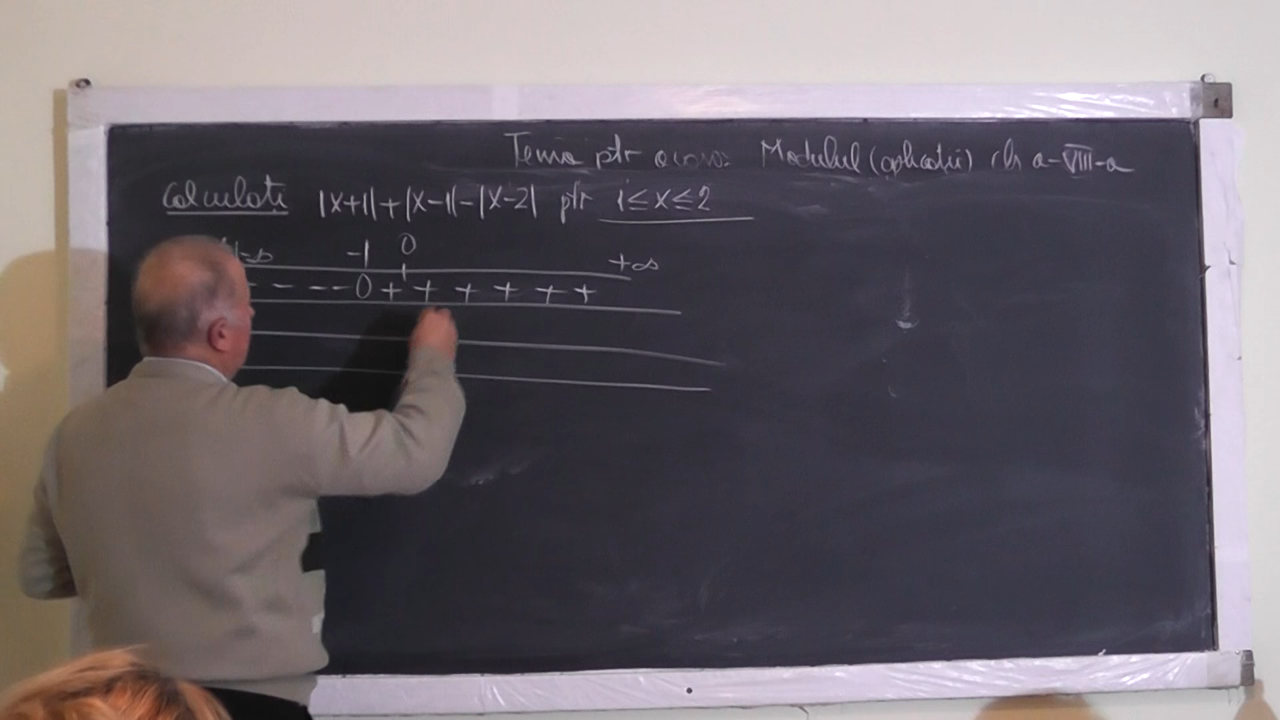 Tema ptr acasa: Modulul (aplicatii) cls a-VIII-a
Calculati |x+1|+|x-1|-|x-2| ptr 1≤x≤2
-∞ -1 0 +∞
- - - - 0 + + + + + +